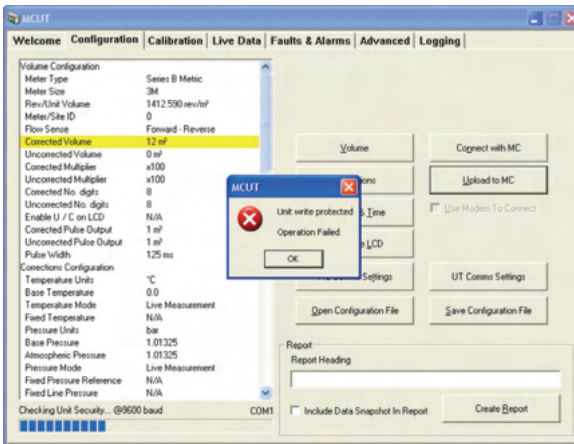 MCUT
Welcome Configuration Calibration Live Data Faults & Alarms Advanced Logging
Volume Configuration
Meter Type Series B Metric
Meter Size 3M
Rev/Unit Volume 1412.590 rev/m³
Meter/Site ID 0
Flow Sense Forward - Reverse
Corrected Volume 12 m³
Uncorrected Volume 0 m³
Corrected Multiplier x100
Uncorrected Multiplier x100
Corrected No. digits 8
Uncorrected No. digits 8
Enable U / C on LCD N/A
Corrected Pulse Output 1 m³
Uncorrected Pulse Output 1 m³
Pulse Width 125 ms
Corrections Configuration
Temperature Units °C
Base Temperature 0.0
Temperature Mode Live Measurement
Fixed Temperature N/A
Pressure Units bar
Base Pressure 1.01325
Atmospheric Pressure 1.01325
Pressure Mode Live Measurement
Fixed Pressure Reference N/A
Fixed Line Pressure N/A
Checking Unit Security... @9600 baud COM1
Volume
Connect with MC
Upload to MC
& Time
Use Modem To Connect
LCD
Settings
UT Comms Settings
Open Configuration File
Save Configuration File
MCUT
Unit write protected
Operation Failed
OK
Report
Report Heading
Include Data Snapshot In Report
Create Report